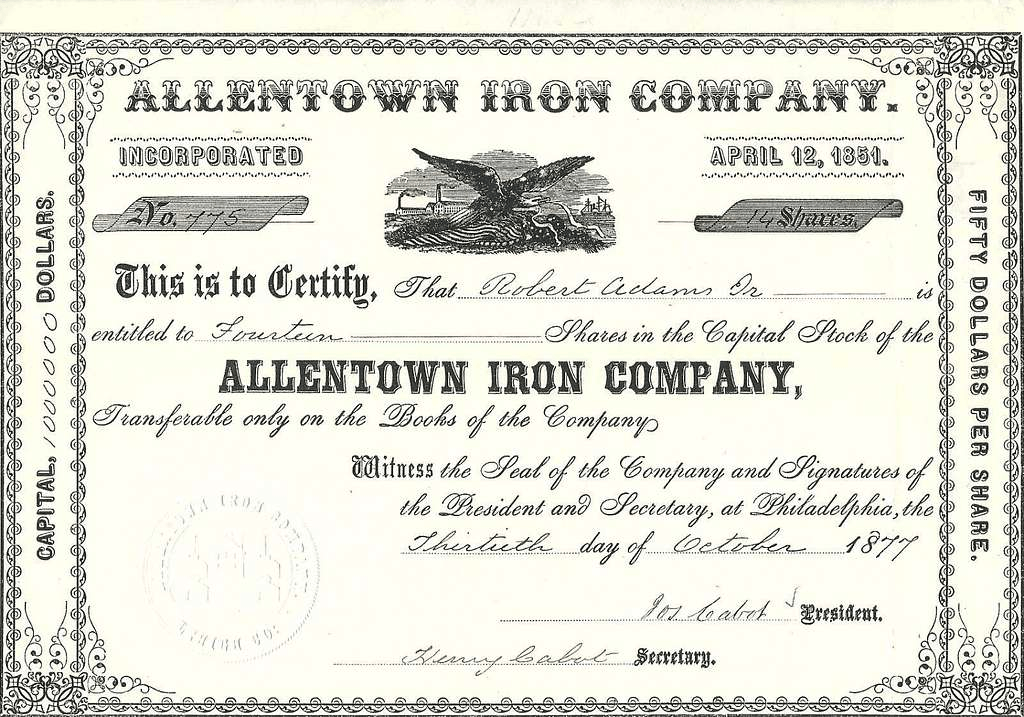 ALLENTOWN IRON COMPANY.
INCORPORATED
APRIL 12, 1851.
No. 775
14 Shares.
CAPITAL, 1000000 DOLLARS.
FIFTY DOLLARS PER SHARE.
This is to Certify, That Robert Adams Jr is
entitled to Fourteen Shares in the Capital Stock of the
ALLENTOWN IRON COMPANY,
Transferable only on the Books of the Company
Witness the Seal of the Company and Signatures of
the President and Secretary, at Philadelphia, the
Thirtieth day of October 1877
Jos Cabot President.
Henry Cabot Secretary.
IRON COMPANY